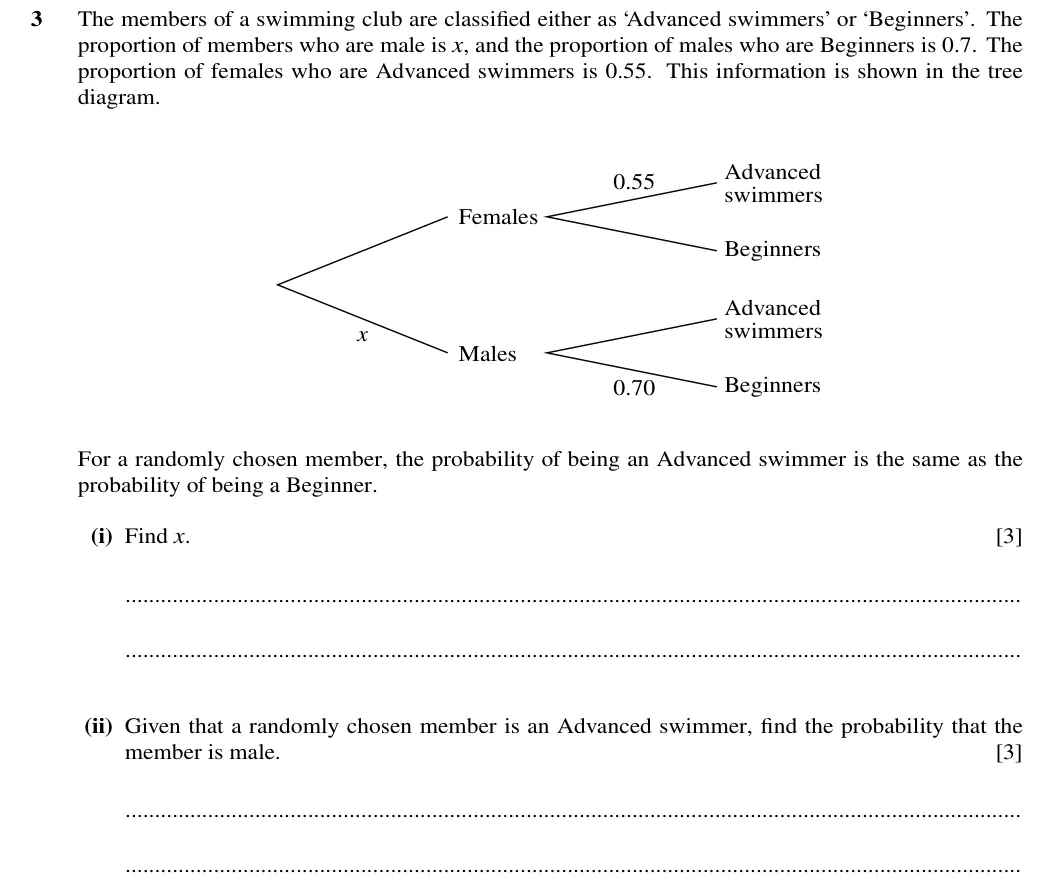 3 The members of a swimming club are classified either as ‘Advanced swimmers’ or ‘Beginners’. The
proportion of members who are male is x, and the proportion of males who are Beginners is 0.7. The
proportion of females who are Advanced swimmers is 0.55. This information is shown in the tree
diagram.
0.55
Advanced
swimmers
Females
Beginners
x
Males
Advanced
swimmers
0.70
Beginners
For a randomly chosen member, the probability of being an Advanced swimmer is the same as the
probability of being a Beginner.
(i) Find x. [3]
(ii) Given that a randomly chosen member is an Advanced swimmer, find the probability that the
member is male. [3]